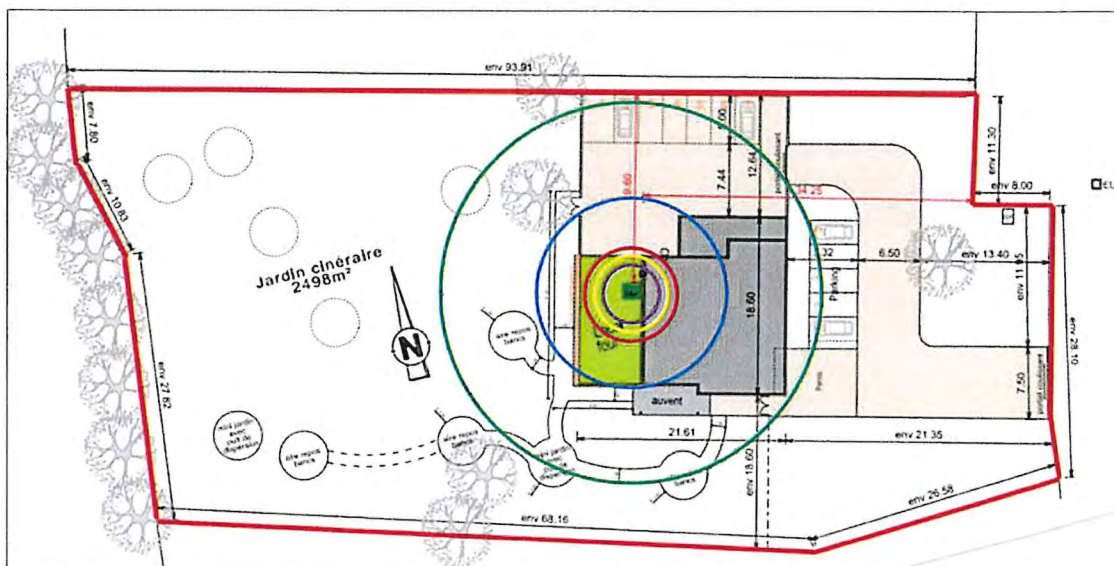 env 93.91
env 7.80
env 10.83
env 27.82
Jardin cinéraire
2498m²
N
env 11.30
env 8.00
12.64
7.44
9.60
34.25
6.50
env 13.40
11.95
env 28.10
7.50
Parking
18.60
auvent
21.61
env 21.35
env 18.60
env 26.58
env 68.16
aire repos
bancs
aire repos
bancs
aire repos
bancs
bancs
mini jardin
avec
puit de
dispersion
portail coulissant